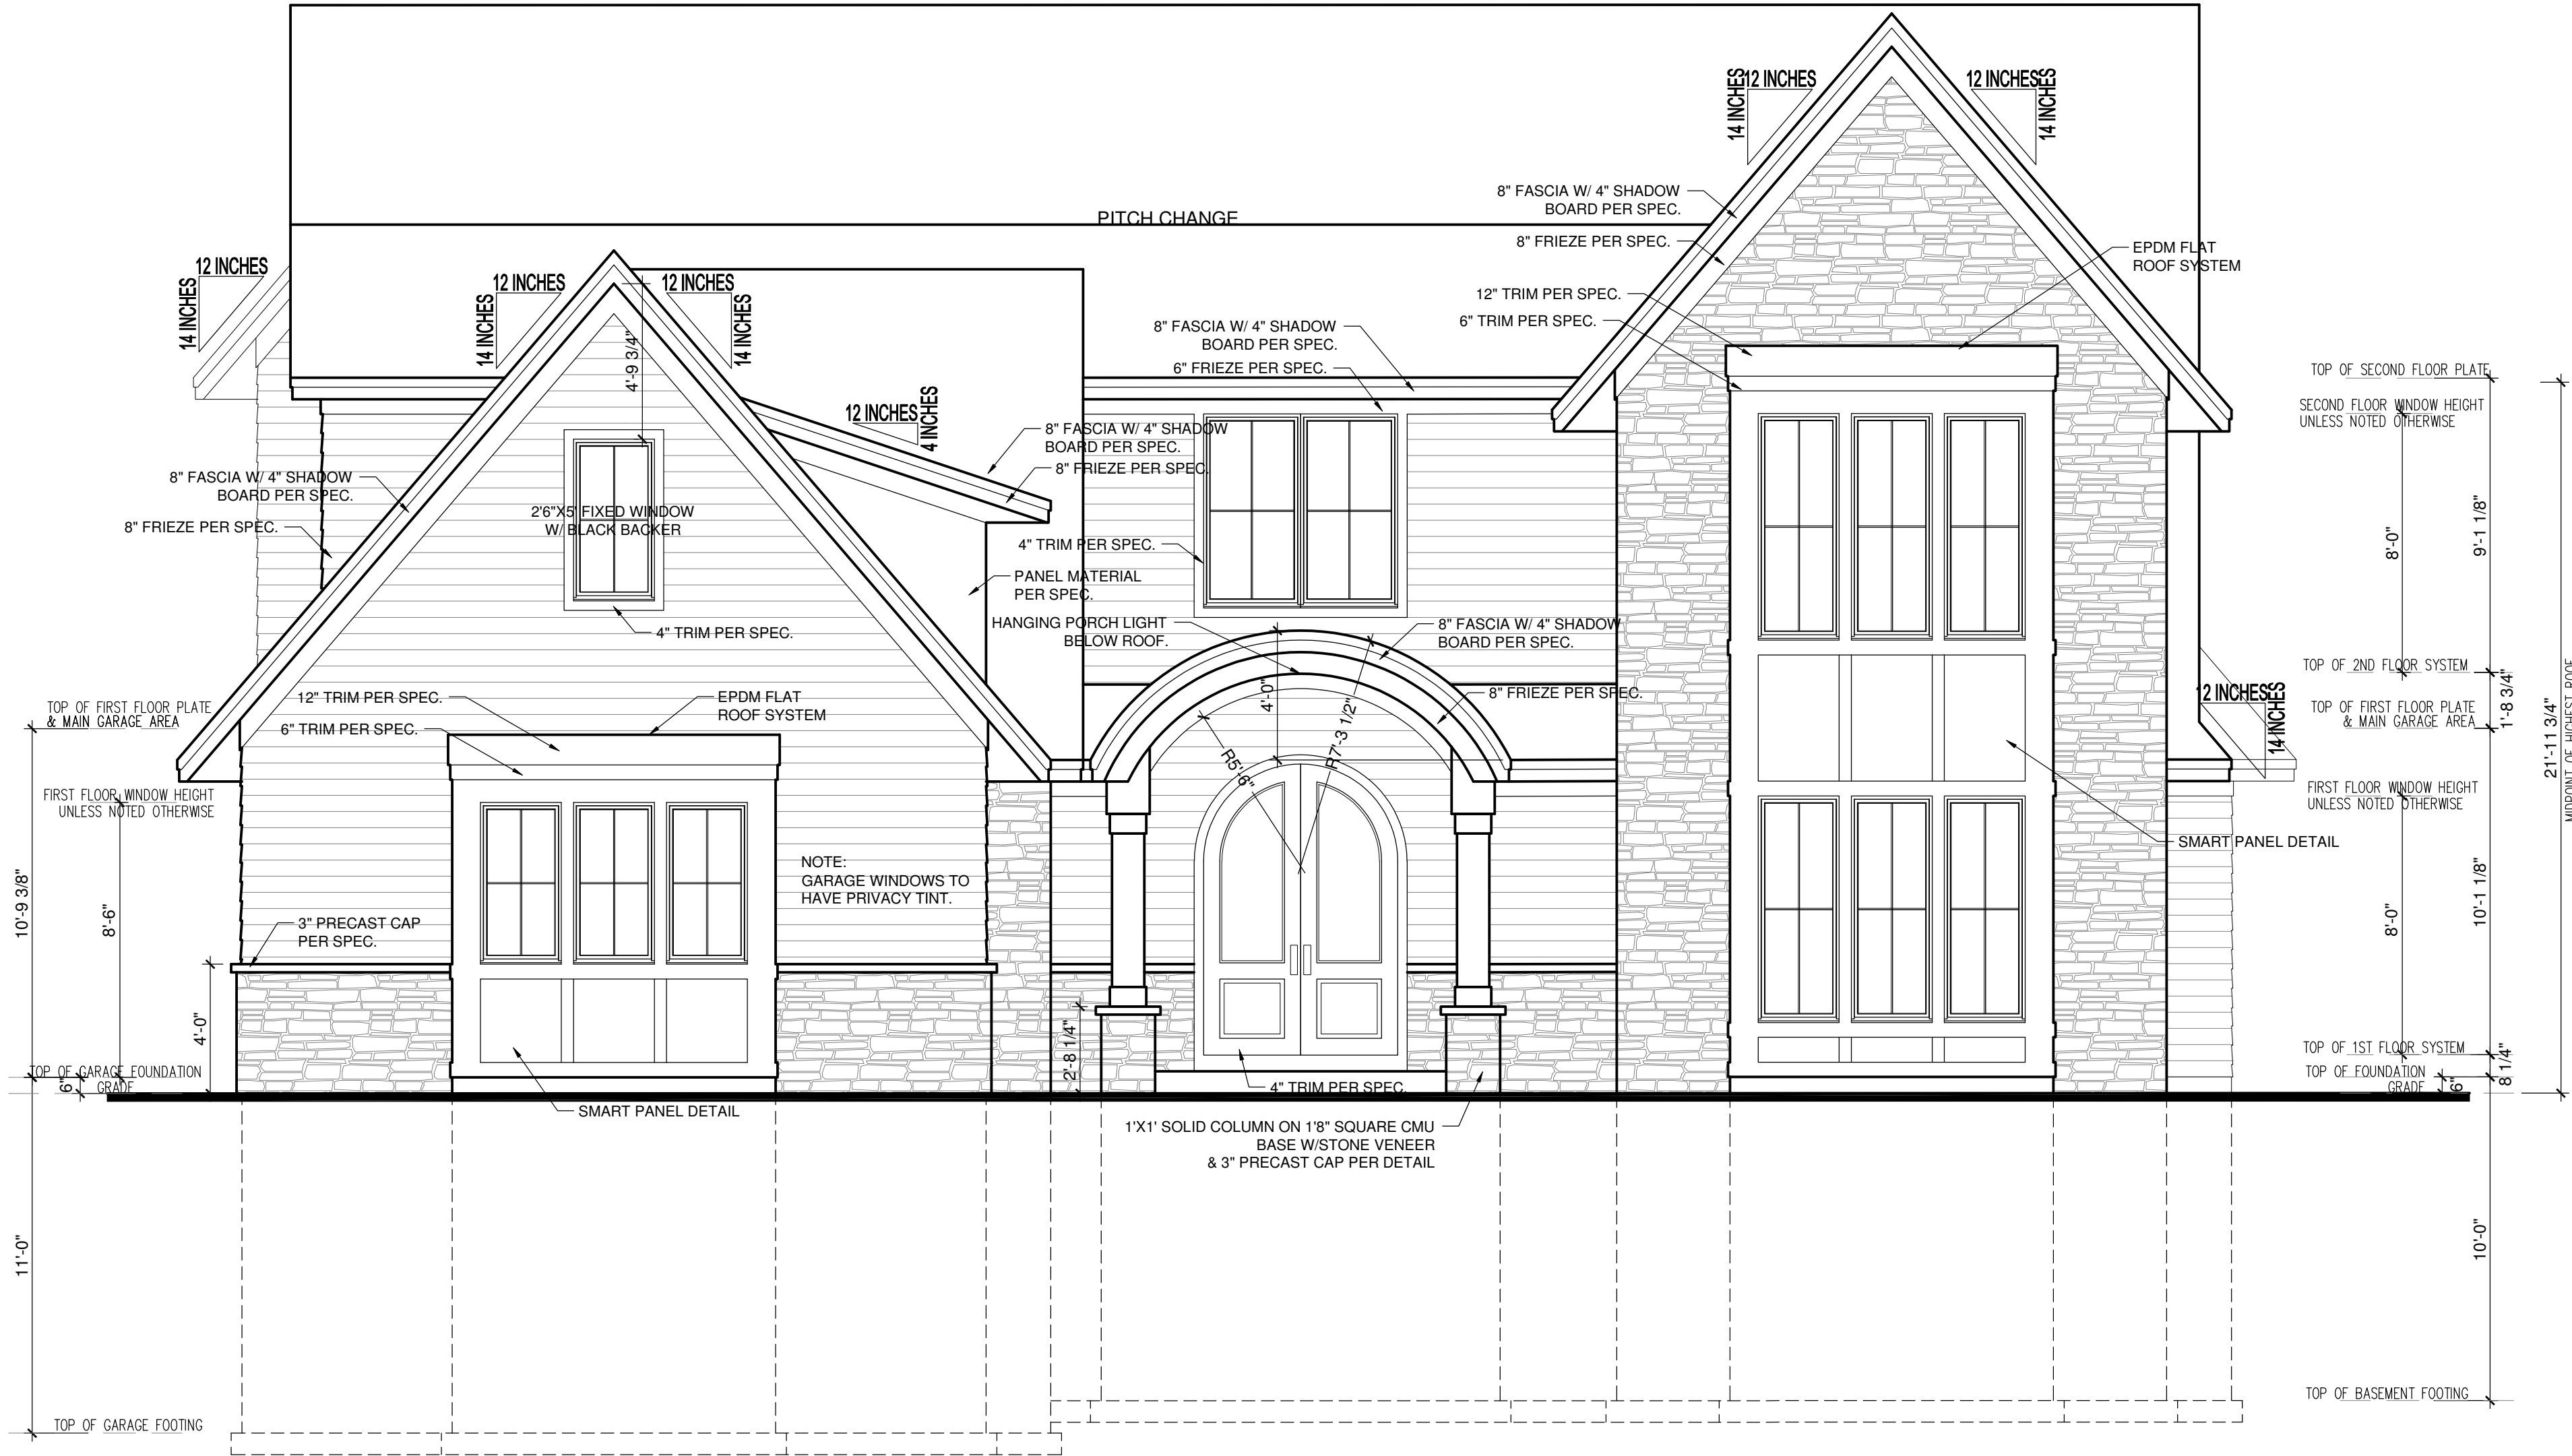 PITCH CHANGE
14 INCHES
12 INCHES
12 INCHES
14 INCHES
8" FASCIA W/ 4" SHADOW
BOARD PER SPEC.
8" FRIEZE PER SPEC.
EPDM FLAT
ROOF SYSTEM
12" TRIM PER SPEC.
6" TRIM PER SPEC.
12 INCHES
14 INCHES
12 INCHES
14 INCHES
12 INCHES
14 INCHES
4'-9 3/4"
8" FASCIA W/ 4" SHADOW
BOARD PER SPEC.
6" FRIEZE PER SPEC.
12 INCHES
4 INCHES
8" FASCIA W/ 4" SHADOW
BOARD PER SPEC.
8" FRIEZE PER SPEC.
8" FASCIA W/ 4" SHADOW
BOARD PER SPEC.
8" FRIEZE PER SPEC.
2'6"X5' FIXED WINDOW
W/ BLACK BACKER
4" TRIM PER SPEC.
PANEL MATERIAL
PER SPEC.
4" TRIM PER SPEC.
HANGING PORCH LIGHT
BELOW ROOF.
8" FASCIA W/ 4" SHADOW
BOARD PER SPEC.
8" FRIEZE PER SPEC.
4'-0"
R5'-6"
R7'-3 1/2"
12" TRIM PER SPEC.
6" TRIM PER SPEC.
EPDM FLAT
ROOF SYSTEM
TOP OF FIRST FLOOR PLATE
& MAIN GARAGE AREA
FIRST FLOOR WINDOW HEIGHT
UNLESS NOTED OTHERWISE
10'-9 3/8"
8'-6"
NOTE:
GARAGE WINDOWS TO
HAVE PRIVACY TINT.
3" PRECAST CAP
PER SPEC.
4'-0"
TOP OF GARAGE FOUNDATION
GRADE
6"
SMART PANEL DETAIL
2'-8 1/4"
4" TRIM PER SPEC.
1'X1' SOLID COLUMN ON 1'8" SQUARE CMU
BASE W/STONE VENEER
& 3" PRECAST CAP PER DETAIL
11'-0"
TOP OF GARAGE FOOTING
TOP OF SECOND FLOOR PLATE
SECOND FLOOR WINDOW HEIGHT
UNLESS NOTED OTHERWISE
8'-0"
9'-1 1/8"
TOP OF 2ND FLOOR SYSTEM
12 INCHES
14 INCHES
TOP OF FIRST FLOOR PLATE
& MAIN GARAGE AREA
1'-8 3/4"
21'-11 3/4"
MIDPOINT OF HIGHEST ROOF
FIRST FLOOR WINDOW HEIGHT
UNLESS NOTED OTHERWISE
SMART PANEL DETAIL
8'-0"
10'-1 1/8"
TOP OF 1ST FLOOR SYSTEM
TOP OF FOUNDATION
GRADE
6"
8 1/4"
10'-0"
TOP OF BASEMENT FOOTING